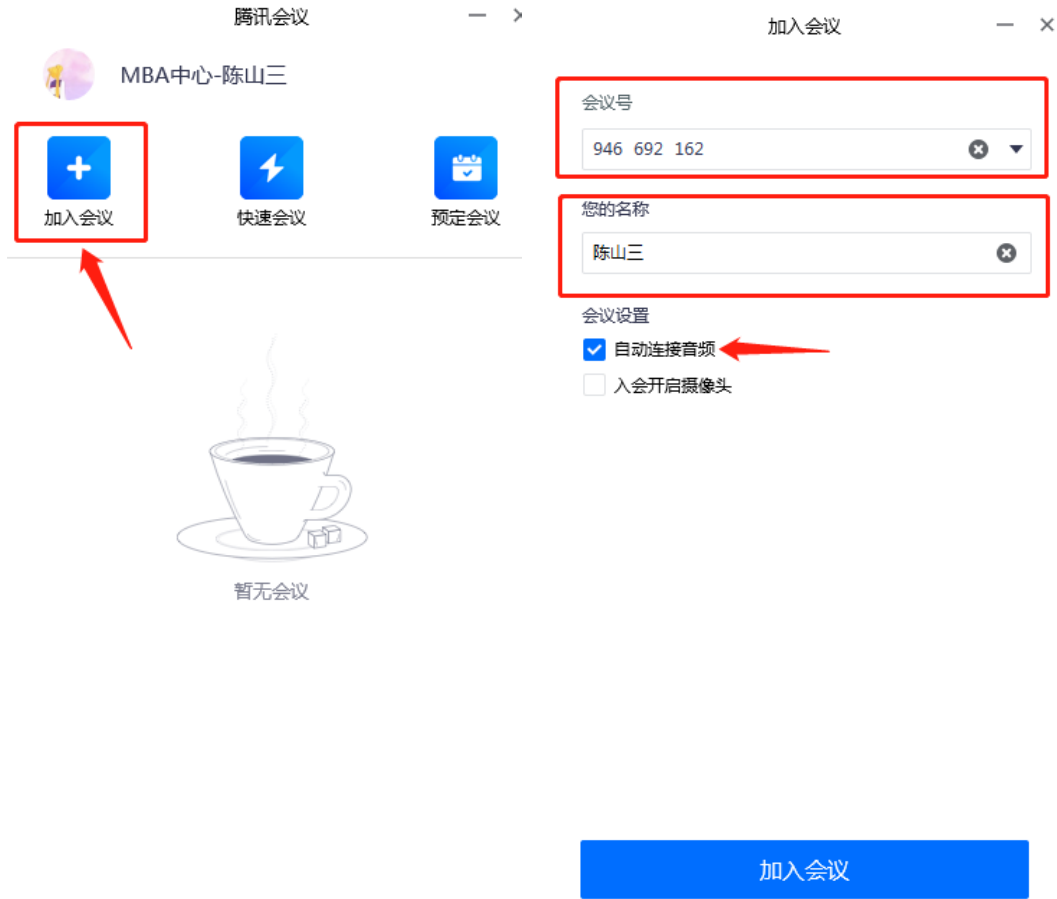 腾讯会议
MBA中心-陈山三
加入会议
快速会议
预定会议
暂无会议
加入会议
会议号
946 692 162
您的名称
陈山三
会议设置
自动连接音频
入会开启摄像头
加入会议